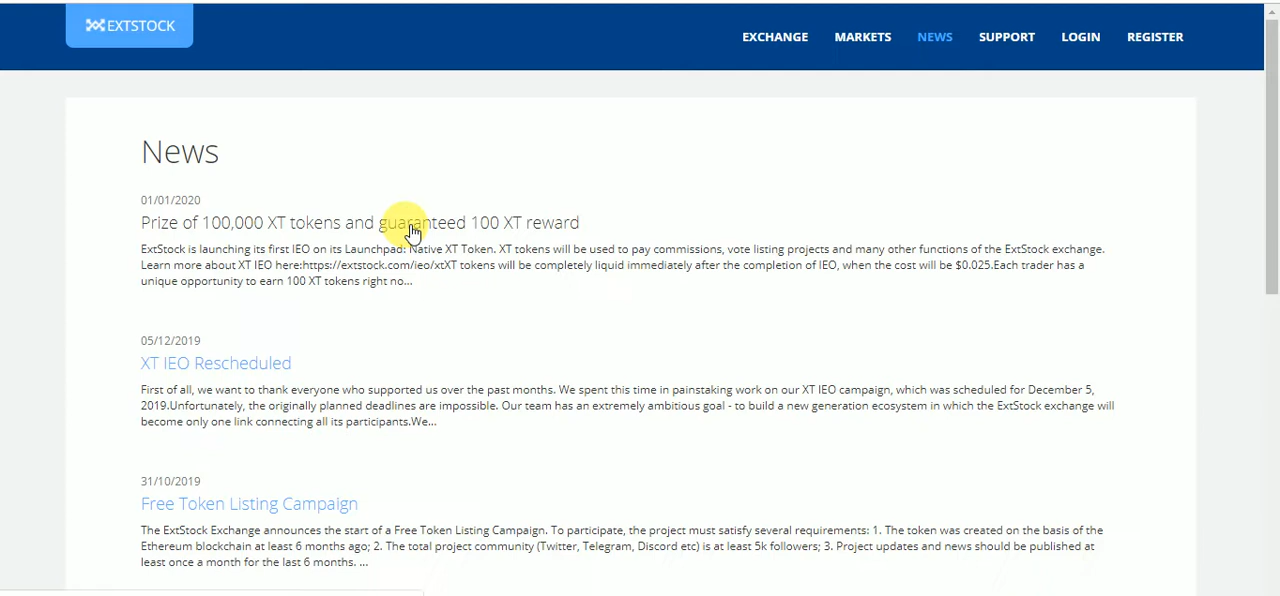 EXTSTOCK
EXCHANGE MARKETS NEWS SUPPORT LOGIN REGISTER
News
01/01/2020
Prize of 100,000 XT tokens and guaranteed 100 XT reward
ExtStock is launching its first IEO on its Launchpad: Native XT Token. XT tokens will be used to pay commissions, vote listing projects and many other functions of the ExtStock exchange.
Learn more about XT IEO here:https://extstock.com/ieo/xtXT tokens will be completely liquid immediately after the completion of IEO, when the cost will be $0.025.Each trader has a
unique opportunity to earn 100 XT tokens right no...
05/12/2019
XT IEO Rescheduled
First of all, we want to thank everyone who supported us over the past months. We spent this time in painstaking work on our XT IEO campaign, which was scheduled for December 5,
2019.Unfortunately, the originally planned deadlines are impossible. Our team has an extremely ambitious goal - to build a new generation ecosystem in which the ExtStock exchange will
become only one link connecting all its participants.We...
31/10/2019
Free Token Listing Campaign
The ExtStock Exchange announces the start of a Free Token Listing Campaign. To participate, the project must satisfy several requirements: 1. The token was created on the basis of the
Ethereum blockchain at least 6 months ago; 2. The total project community (Twitter, Telegram, Discord etc) is at least 5k followers; 3. Project updates and news should be published at
least once a month for the last 6 months. ...